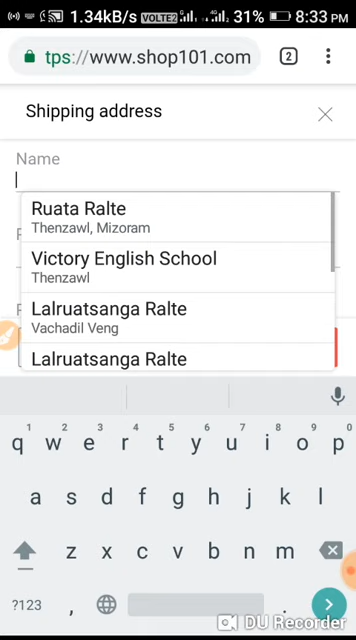 1.34kB/s VOLTE2 31% 8:33 PM
tps://www.shop101.com 2
Shipping address
Name
Ruata Ralte
Thenzawl, Mizoram
Victory English School
Thenzawl
Lalruatsanga Ralte
Vachadil Veng
Lalruatsanga Ralte
1 2 3 4 5 6 7 8 9 0
q w e r t y u i o p
a s d f g h j k l
z x c v b n m
?123 , .
DU Recorder